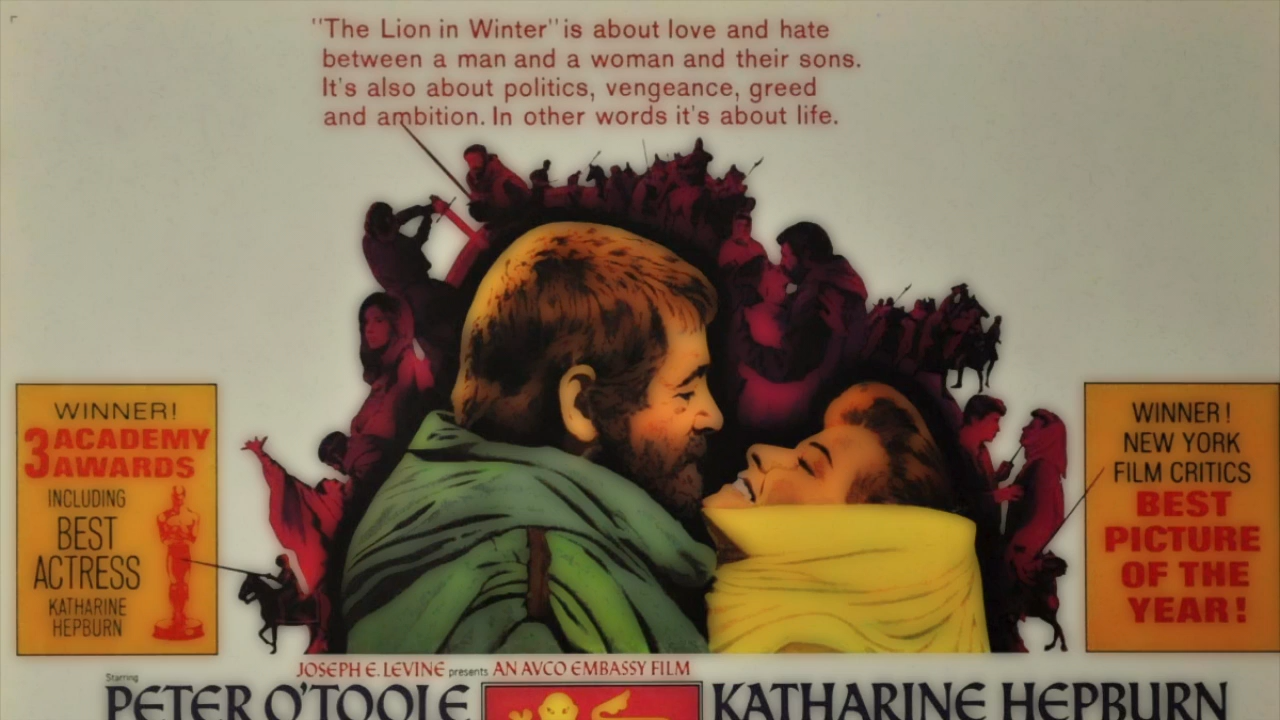 "The Lion in Winter" is about love and hate
between a man and a woman and their sons.
It's also about politics, vengeance, greed
and ambition. In other words it's about life.
WINNER!
3 ACADEMY
AWARDS
INCLUDING
BEST
ACTRESS
KATHARINE
HEPBURN
WINNER!
NEW YORK
FILM CRITICS
BEST
PICTURE
OF THE
YEAR!
JOSEPH E. LEVINE presents AN AVCO EMBASSY FILM
Starring
PETER O'TOOLE
KATHARINE HEPBURN